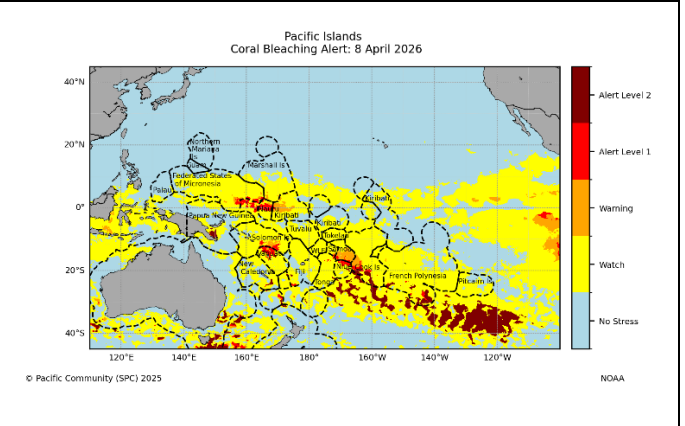 Pacific Islands
Coral Bleaching Alert: 8 April 2026
40°N
20°N
0°
20°S
40°S
120°E
140°E
160°E
180°
160°W
140°W
120°W
Northern
Mariana
Ils
Guam
Marshall Is
Federated States
of Micronesia
Palau
Kiribati
Nauru
Papua New Guinea
Kiribati
Kiribati
Tuvalu
Solomon Is
Tokelau
Samoa
New
Caledonia
Fiji
Niue
Cook Is
Tonga
French Polynesia
Pitcairn Is
Alert Level 2
Alert Level 1
Warning
Watch
No Stress
© Pacific Community (SPC) 2025
NOAA